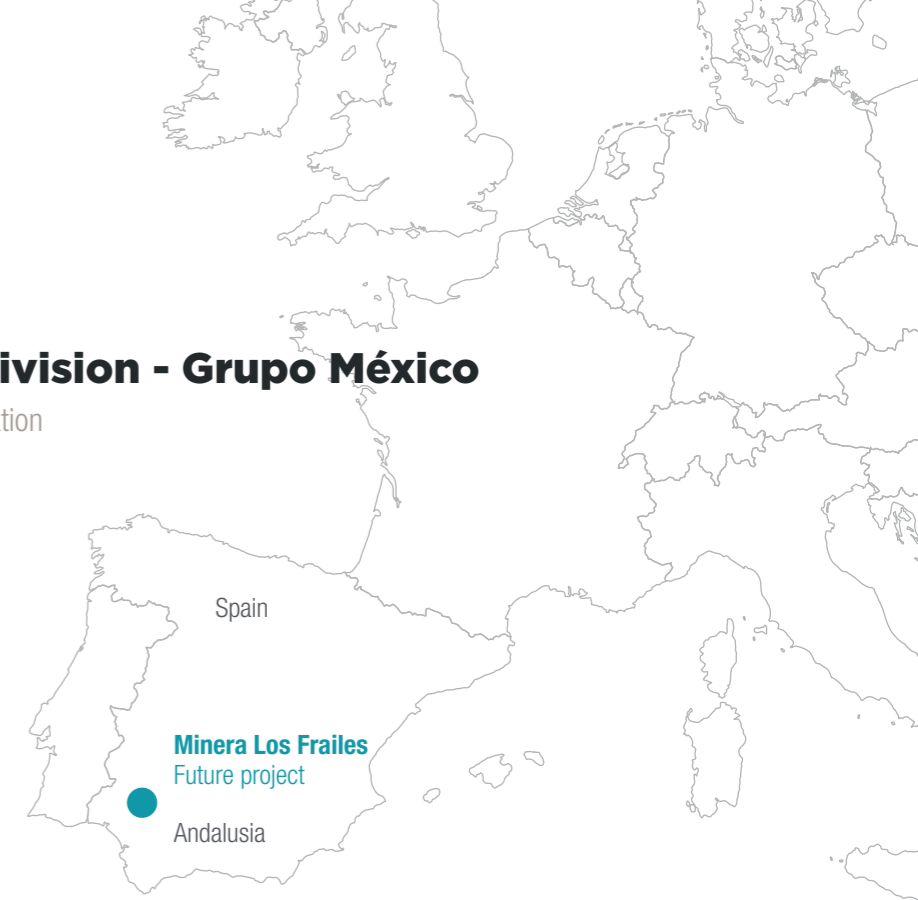 ivision - Grupo México
tion
Spain
Minera Los Frailes
Future project
Andalusia